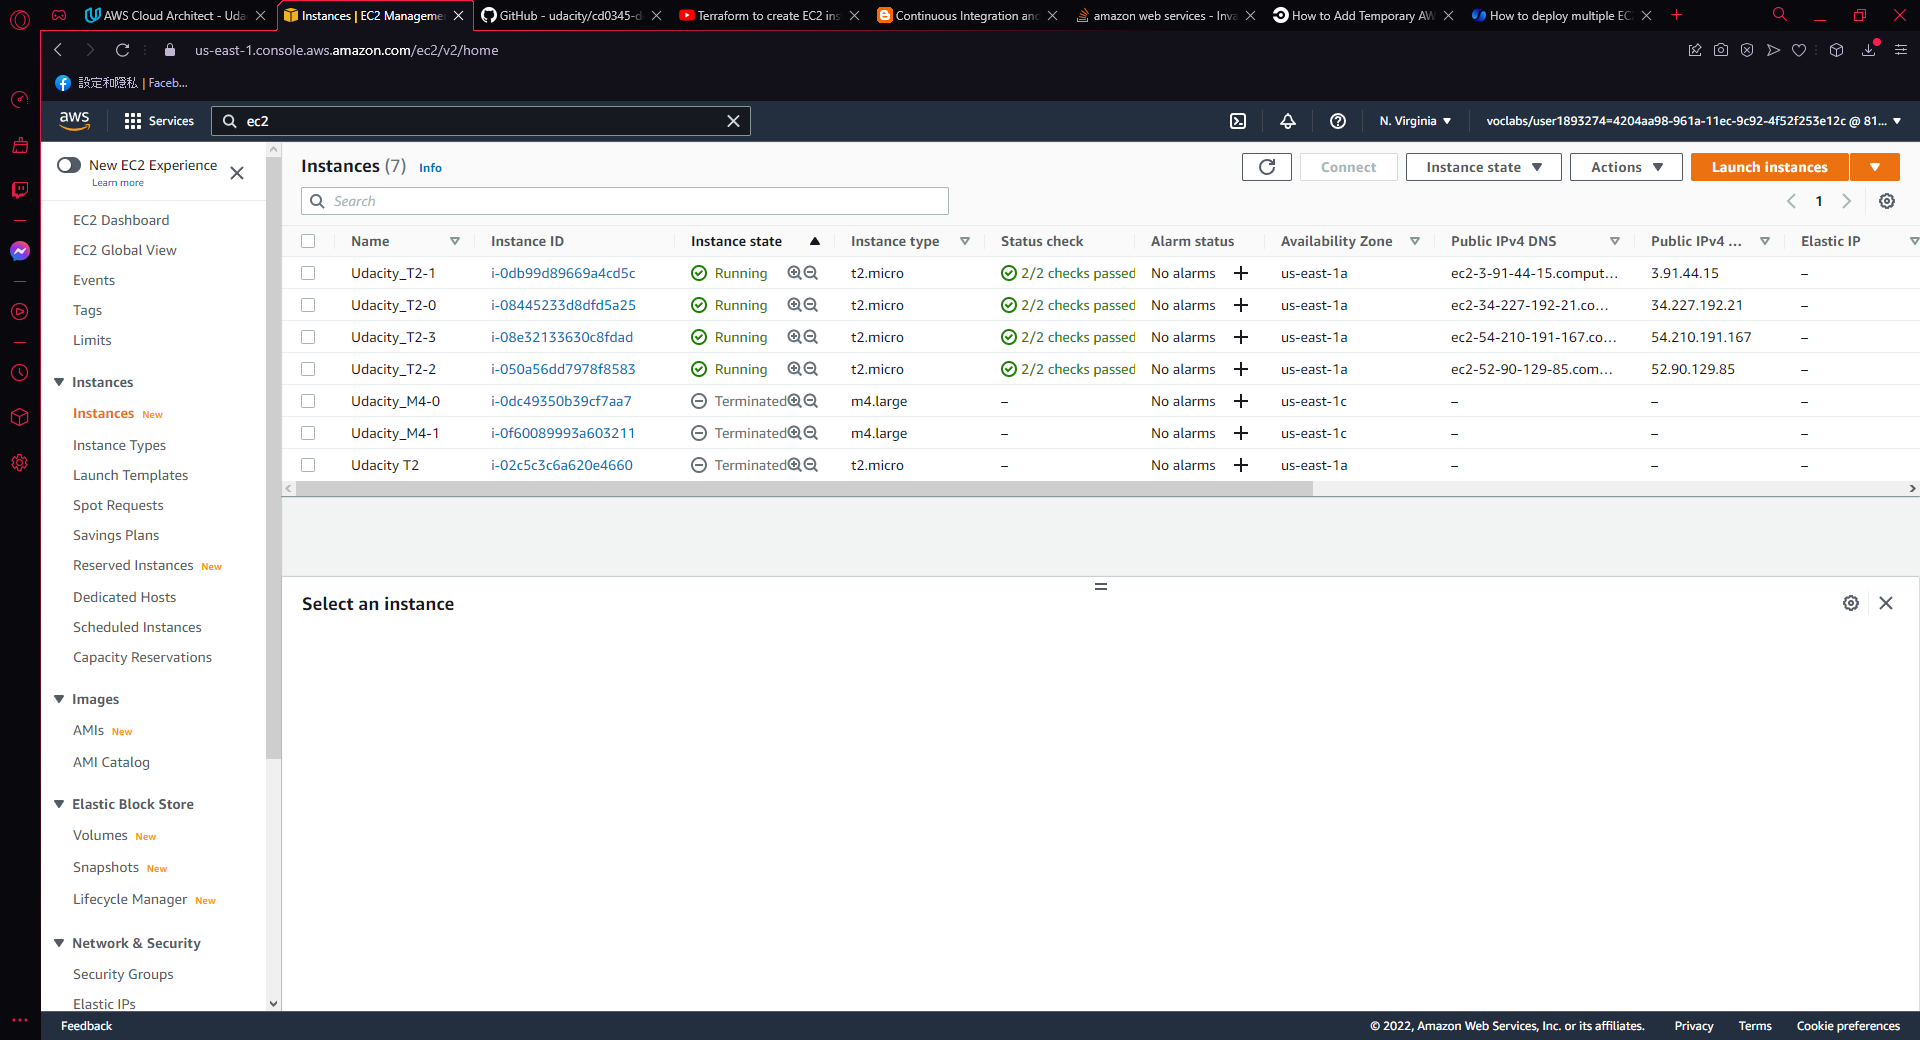 AWS Cloud Architect - Uda
Instances | EC2 Manageme
GitHub - udacity/cd0345-d
Terraform to create EC2 ins
Continuous Integration and
amazon web services - Inva
How to Add Temporary AW
How to deploy multiple EC
us-east-1.console.aws.amazon.com/ec2/v2/home
設定和隱私 | Faceb...
aws
Services
ec2
N. Virginia
voclabs/user1893274=4204aa98-961a-11ec-9c92-4f52f253e12c @ 81...
New EC2 Experience
Learn more
EC2 Dashboard
EC2 Global View
Events
Tags
Limits
Instances
Instances New
Instance Types
Launch Templates
Spot Requests
Savings Plans
Reserved Instances New
Dedicated Hosts
Scheduled Instances
Capacity Reservations
Images
AMIs New
AMI Catalog
Elastic Block Store
Volumes New
Snapshots New
Lifecycle Manager New
Network & Security
Security Groups
Elastic IPs
Instances (7) Info
Connect
Instance state
Actions
Launch instances
Search
1
Name Instance ID Instance state Instance type Status check Alarm status Availability Zone Public IPv4 DNS Public IPv4 ... Elastic IP
Udacity_T2-1 i-0db99d89669a4cd5c Running t2.micro 2/2 checks passed No alarms + us-east-1a ec2-3-91-44-15.comput... 3.91.44.15 –
Udacity_T2-0 i-08445233d8dfd5a25 Running t2.micro 2/2 checks passed No alarms + us-east-1a ec2-34-227-192-21.co... 34.227.192.21 –
Udacity_T2-3 i-08e32133630c8fdad Running t2.micro 2/2 checks passed No alarms + us-east-1a ec2-54-210-191-167.co... 54.210.191.167 –
Udacity_T2-2 i-050a56dd7978f8583 Running t2.micro 2/2 checks passed No alarms + us-east-1a ec2-52-90-129-85.com... 52.90.129.85 –
Udacity_M4-0 i-0dc49350b39cf7aa7 Terminated m4.large – No alarms + us-east-1c – – –
Udacity_M4-1 i-0f60089993a603211 Terminated m4.large – No alarms + us-east-1c – – –
Udacity T2 i-02c5c3c6a620e4660 Terminated t2.micro – No alarms + us-east-1a – – –
Select an instance
Feedback
© 2022, Amazon Web Services, Inc. or its affiliates.
Privacy
Terms
Cookie preferences